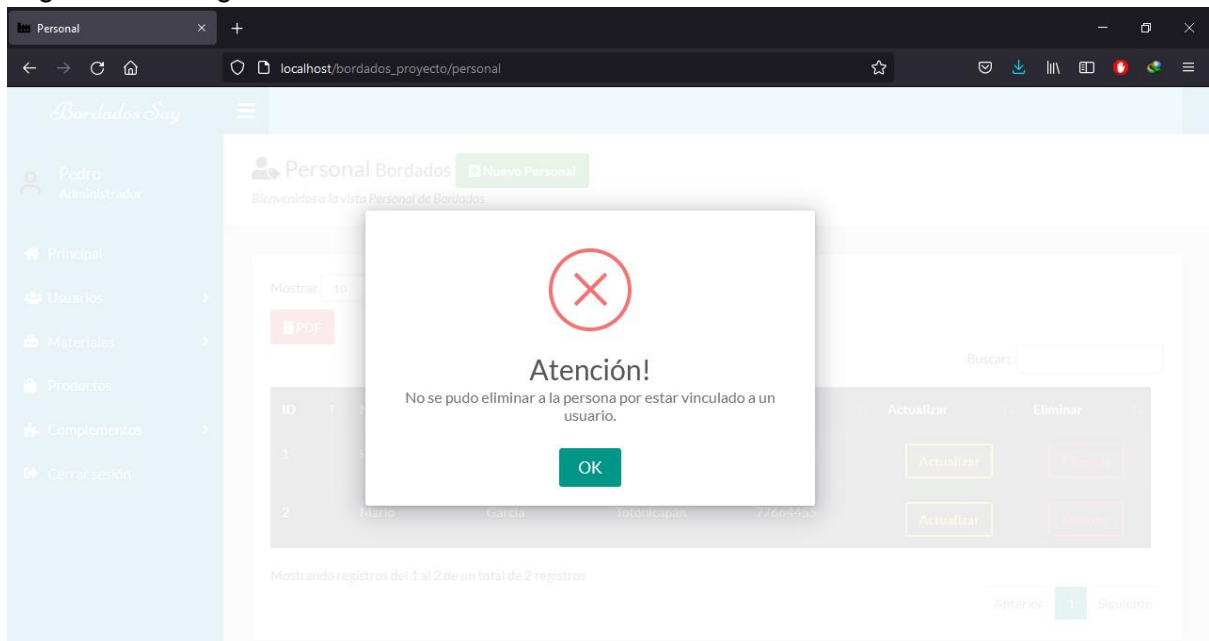 Personal
localhost/bordados_proyecto/personal
Bordados Say
Pedro
Administrador
Principal
Usuarios
Materiales
Productos
Complementos
Cerrar sesión
Personal Bordados
Nuevo Personal
Bienvenidos a la vista Personal de Bordados
Mostrar 10
PDF
Buscar:
ID
Actualizar
Eliminar
1
Actualizar
Eliminar
2 Mario García Totonicapán 77664455
Actualizar
Eliminar
Atención!
No se pudo eliminar a la persona por estar vinculado a un
usuario.
OK
Mostrando registros del 1 al 2 de un total de 2 registros
Anterior 1 Siguiente